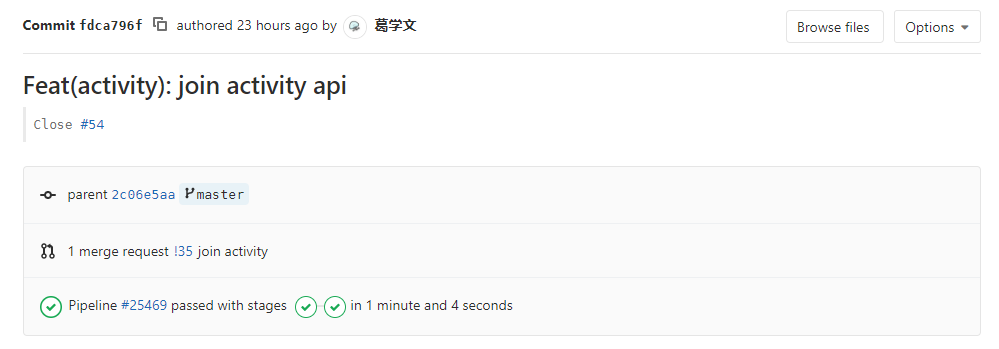 Commit fdca796f authored 23 hours ago by 葛学文 Browse files Options
Feat(activity): join activity api
Close #54
parent 2c06e5aa master
1 merge request !35 join activity
Pipeline #25469 passed with stages in 1 minute and 4 seconds